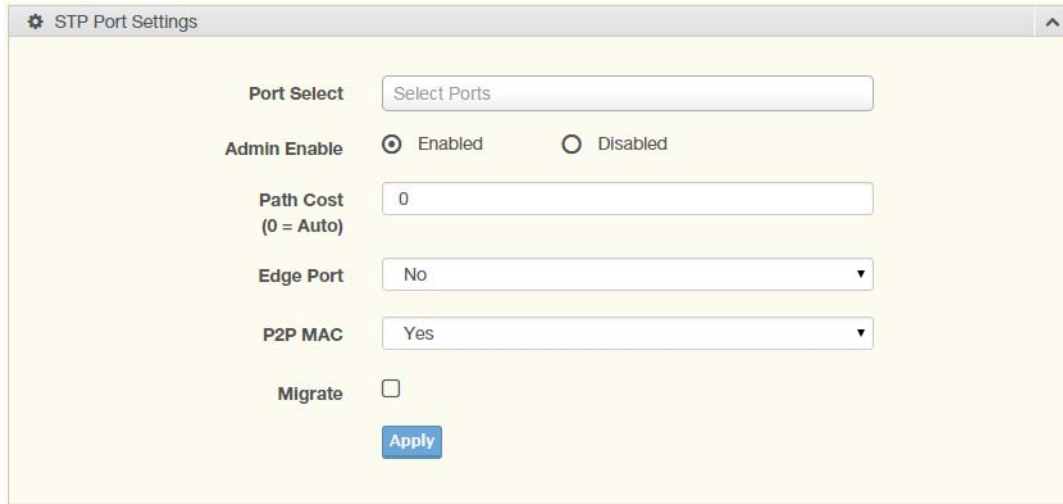 STP Port Settings
Port Select
Select Ports
Admin Enable
Enabled
Disabled
Path Cost
(0 = Auto)
0
Edge Port
No
P2P MAC
Yes
Migrate
Apply